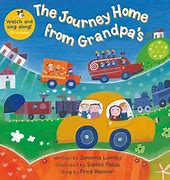 Watch and
sing along!
The Journey Home
from Grandpa's
Written by Jemima Lumley
Illustrated by Sophie Fatus
Sung by Fred Penner